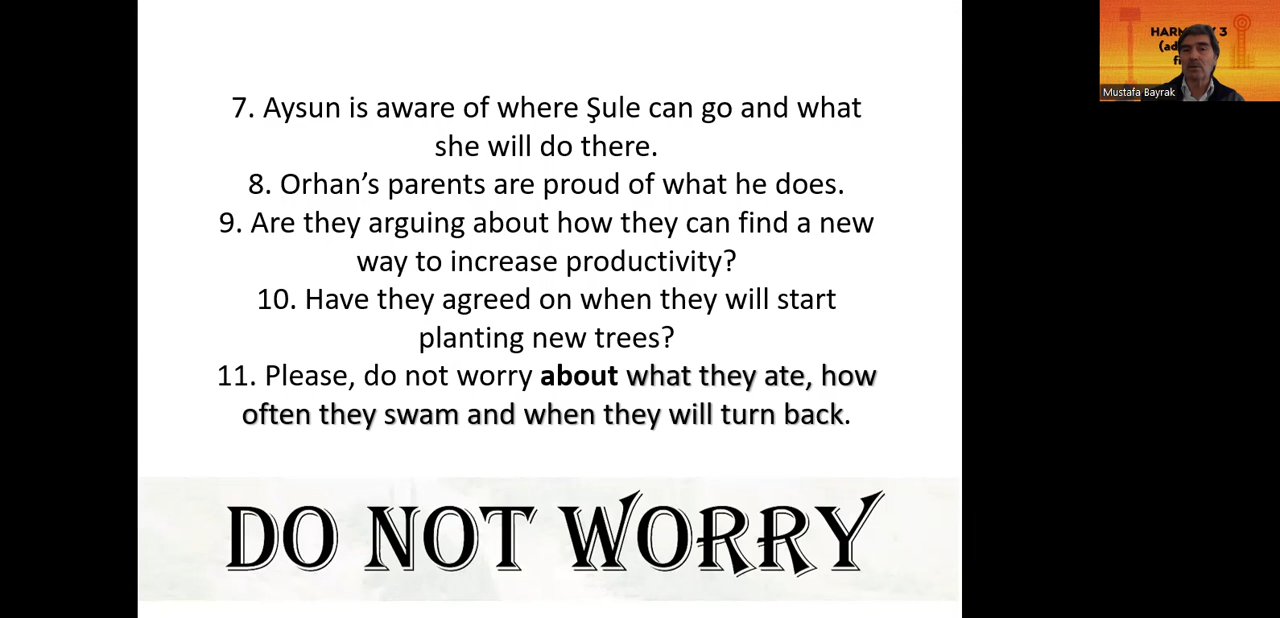 7. Aysun is aware of where Şule can go and what
she will do there.
8. Orhan’s parents are proud of what he does.
9. Are they arguing about how they can find a new
way to increase productivity?
10. Have they agreed on when they will start
planting new trees?
11. Please, do not worry about what they ate, how
often they swam and when they will turn back.
DO NOT WORRY
3
Mustafa Bayrak